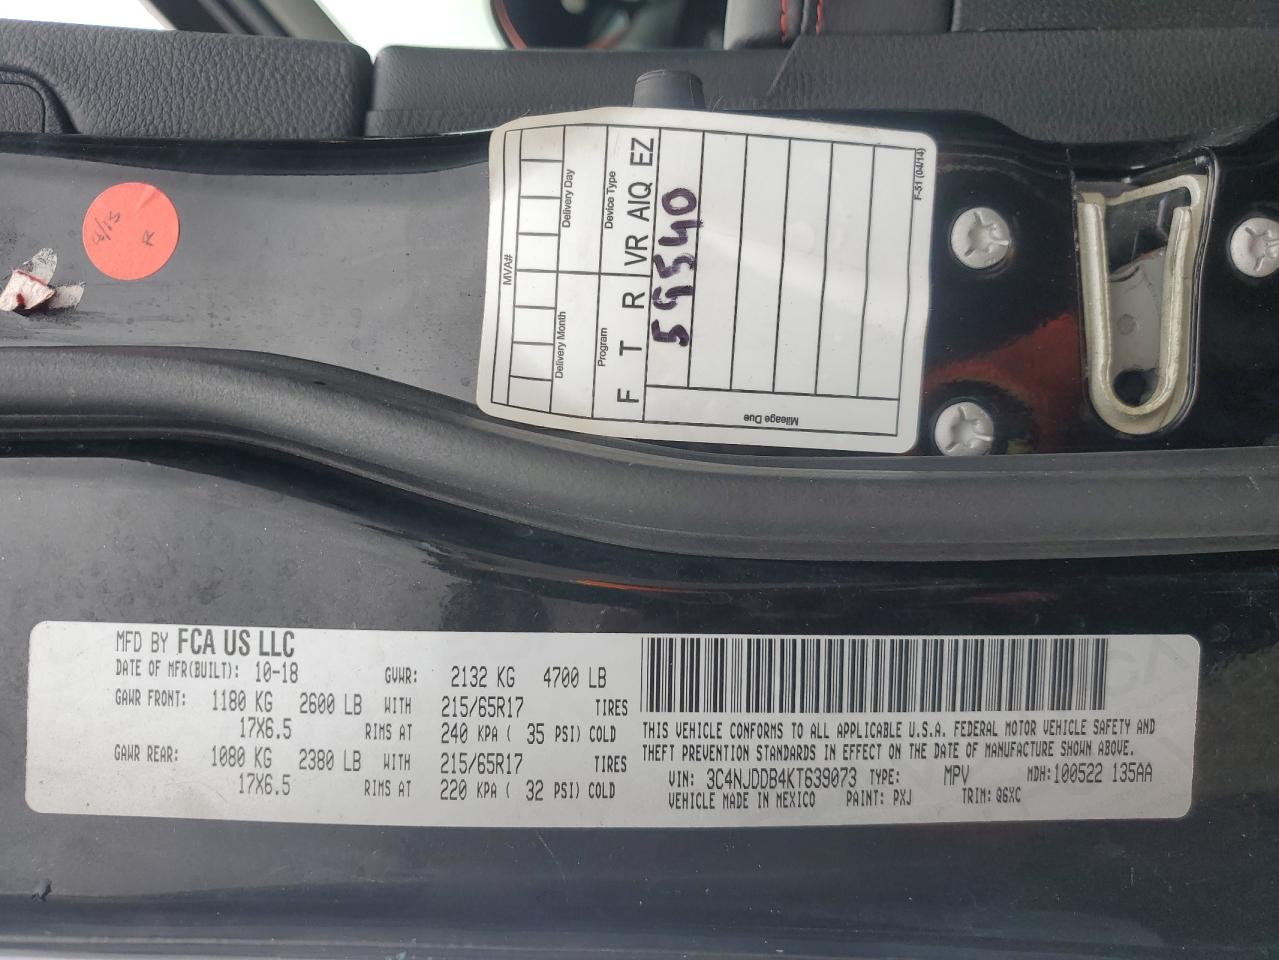 MVA#
Delivery Month
Delivery Day
Program
Device Type
F T R VR AIQ EZ
59540
Mileage Due
F-51 (04/14)
R
MFD BY FCA US LLC
DATE OF MFR(BUILT): 10-18 GVWR: 2132 KG 4700 LB
GAWR FRONT: 1180 KG 2600 LB WITH 215/65R17 TIRES
17X6.5 RIMS AT 240 KPA ( 35 PSI) COLD
GAWR REAR: 1080 KG 2380 LB WITH 215/65R17 TIRES
17X6.5 RIMS AT 220 KPA ( 32 PSI) COLD
THIS VEHICLE CONFORMS TO ALL APPLICABLE U.S.A. FEDERAL MOTOR VEHICLE SAFETY AND
THEFT PREVENTION STANDARDS IN EFFECT ON THE DATE OF MANUFACTURE SHOWN ABOVE.
VIN: 3C4NJDDB4KT639073 TYPE: MPV MDH: 100522 135AA
VEHICLE MADE IN MEXICO PAINT: PXJ TRIM: Q6XC